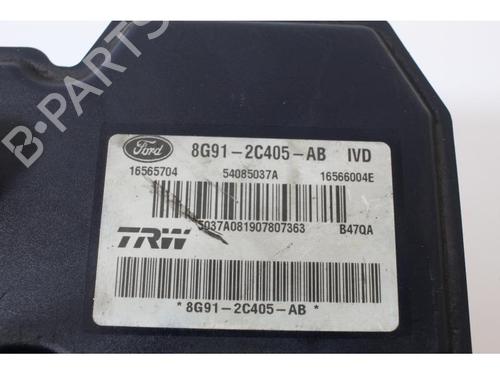 B-PARTS
Ford 8G91-2C405-AB IVD
16565704 54085037A 16566004E
5037A081907807363 B47QA
TRW
*8G91-2C405-AB*